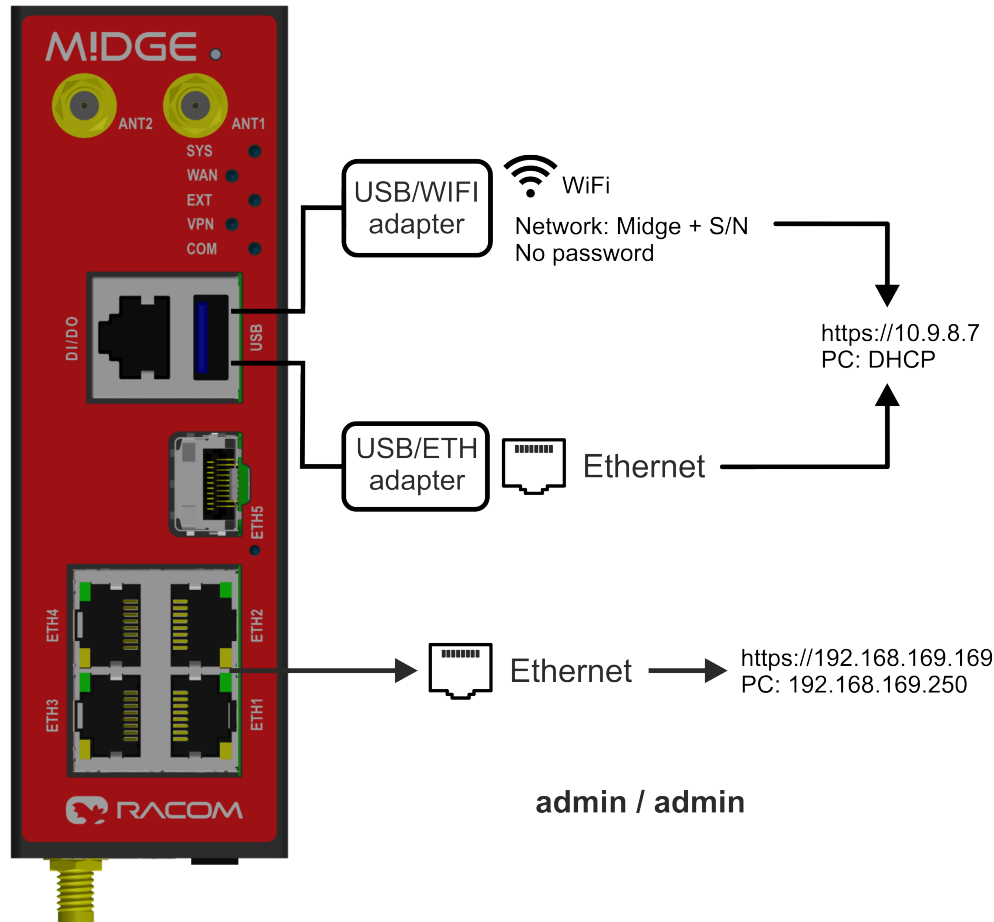 M!DGE
ANT2
ANT1
SYS
WAN
EXT
VPN
COM
DI/DO
USB
USB/WIFI
adapter
WiFi
Network: Midge + S/N
No password
https://10.9.8.7
PC: DHCP
USB/ETH
adapter
Ethernet
ETH5
ETH4
ETH2
ETH3
ETH1
Ethernet
https://192.168.169.169
PC: 192.168.169.250
admin / admin
RACOM